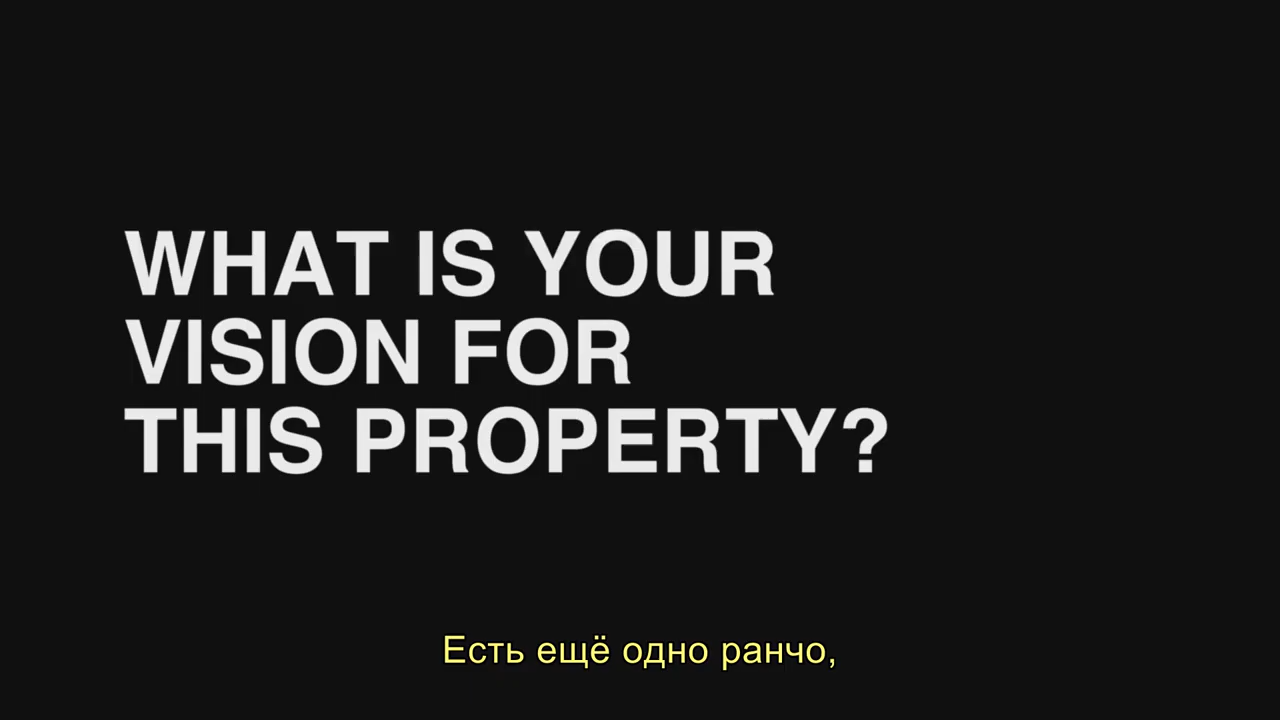 WHAT IS YOUR
VISION FOR
THIS PROPERTY?
Есть ещё одно ранчо,